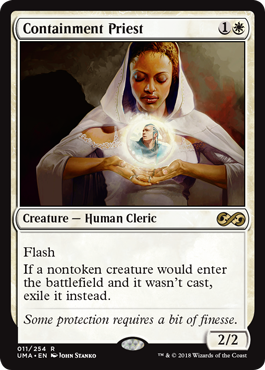 Containment Priest 1
Creature — Human Cleric
Flash
If a nontoken creature would enter
the battlefield and it wasn't cast,
exile it instead.
Some protection requires a bit of finesse.
2/2
011/254 R
UMA • EN JOHN STANKO
™ & © 2018 Wizards of the Coast